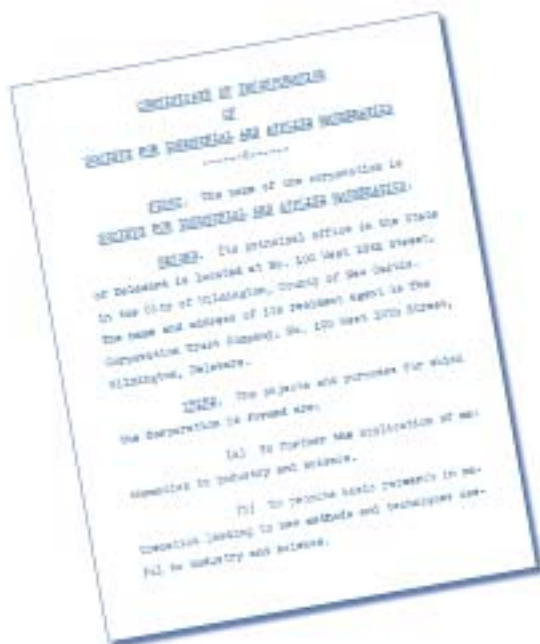 CERTIFICATE OF INCORPORATION
OF
SOCIETY FOR INDUSTRIAL AND APPLIED MATHEMATICS
-----o-----
FIRST. The name of the corporation is
SOCIETY FOR INDUSTRIAL AND APPLIED MATHEMATICS.
SECOND. Its principal office in the State
of Delaware is located at No. 100 West 10th Street,
in the City of Wilmington, County of New Castle.
The name and address of its resident agent is The
Corporation Trust Company, No. 100 West 10th Street,
Wilmington, Delaware.
THIRD. The objects and purposes for which
the Corporation is formed are:
(a) To further the application of ma-
thematics to industry and science.
(b) To promote basic research in ma-
thematics leading to new methods and techniques use-
ful to industry and science.